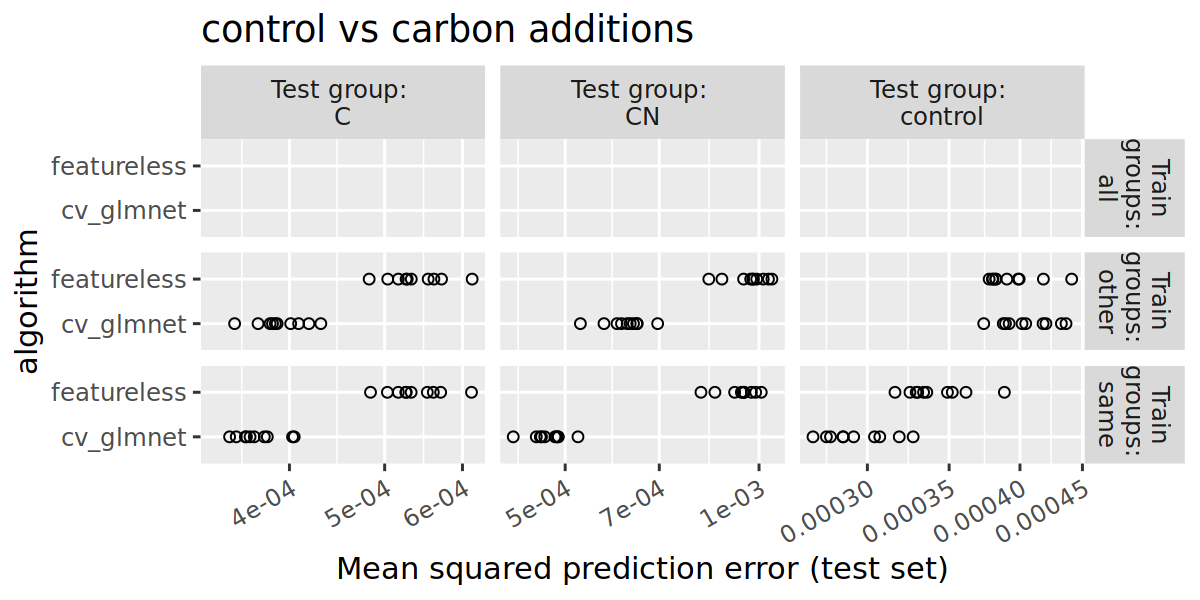 control vs carbon additions
Test group:
C
Test group:
CN
Test group:
control
featureless
cv_glmnet
Train
groups:
all
featureless
cv_glmnet
Train
groups:
other
featureless
cv_glmnet
Train
groups:
same
algorithm
4e-04
5e-04
6e-04
5e-04
7e-04
1e-03
0.00030
0.00035
0.00040
0.00045
Mean squared prediction error (test set)